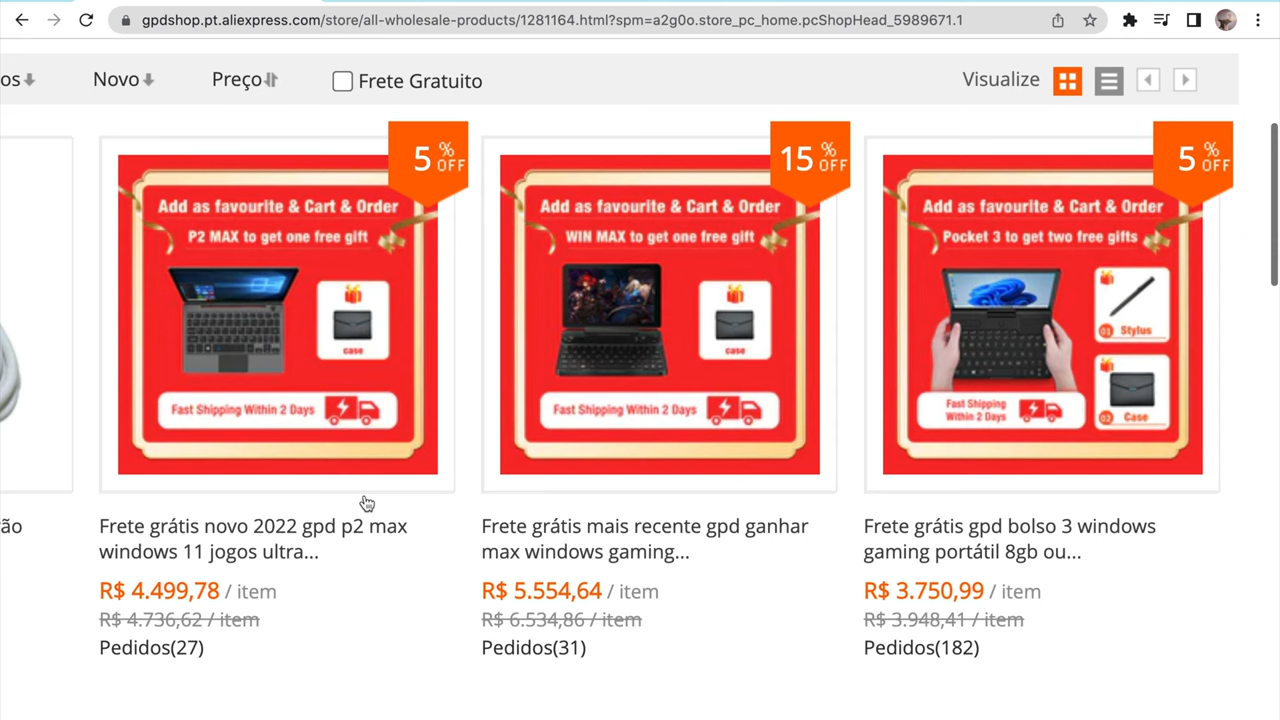 gpdshop.pt.aliexpress.com/store/all-wholesale-products/1281164.html?spm=a2g0o.store_pc_home.pcShopHead_5989671.1
os
Novo
Preço
Frete Gratuito
Visualize
5 % OFF
Add as favourite & Cart & Order
P2 MAX to get one free gift
case
Fast Shipping Within 2 Days
Frete grátis novo 2022 gpd p2 max
windows 11 jogos ultra...
R$ 4.499,78 / item
R$ 4.736,62 / item
Pedidos(27)
15 % OFF
Add as favourite & Cart & Order
WIN MAX to get one free gift
case
Fast Shipping Within 2 Days
Frete grátis mais recente gpd ganhar
max windows gaming...
R$ 5.554,64 / item
R$ 6.534,86 / item
Pedidos(31)
5 % OFF
Add as favourite & Cart & Order
Pocket 3 to get two free gifts
01 Stylus
02 Case
Fast Shipping
Within 2 Days
Frete grátis gpd bolso 3 windows
gaming portátil 8gb ou...
R$ 3.750,99 / item
R$ 3.948,41 / item
Pedidos(182)
ão